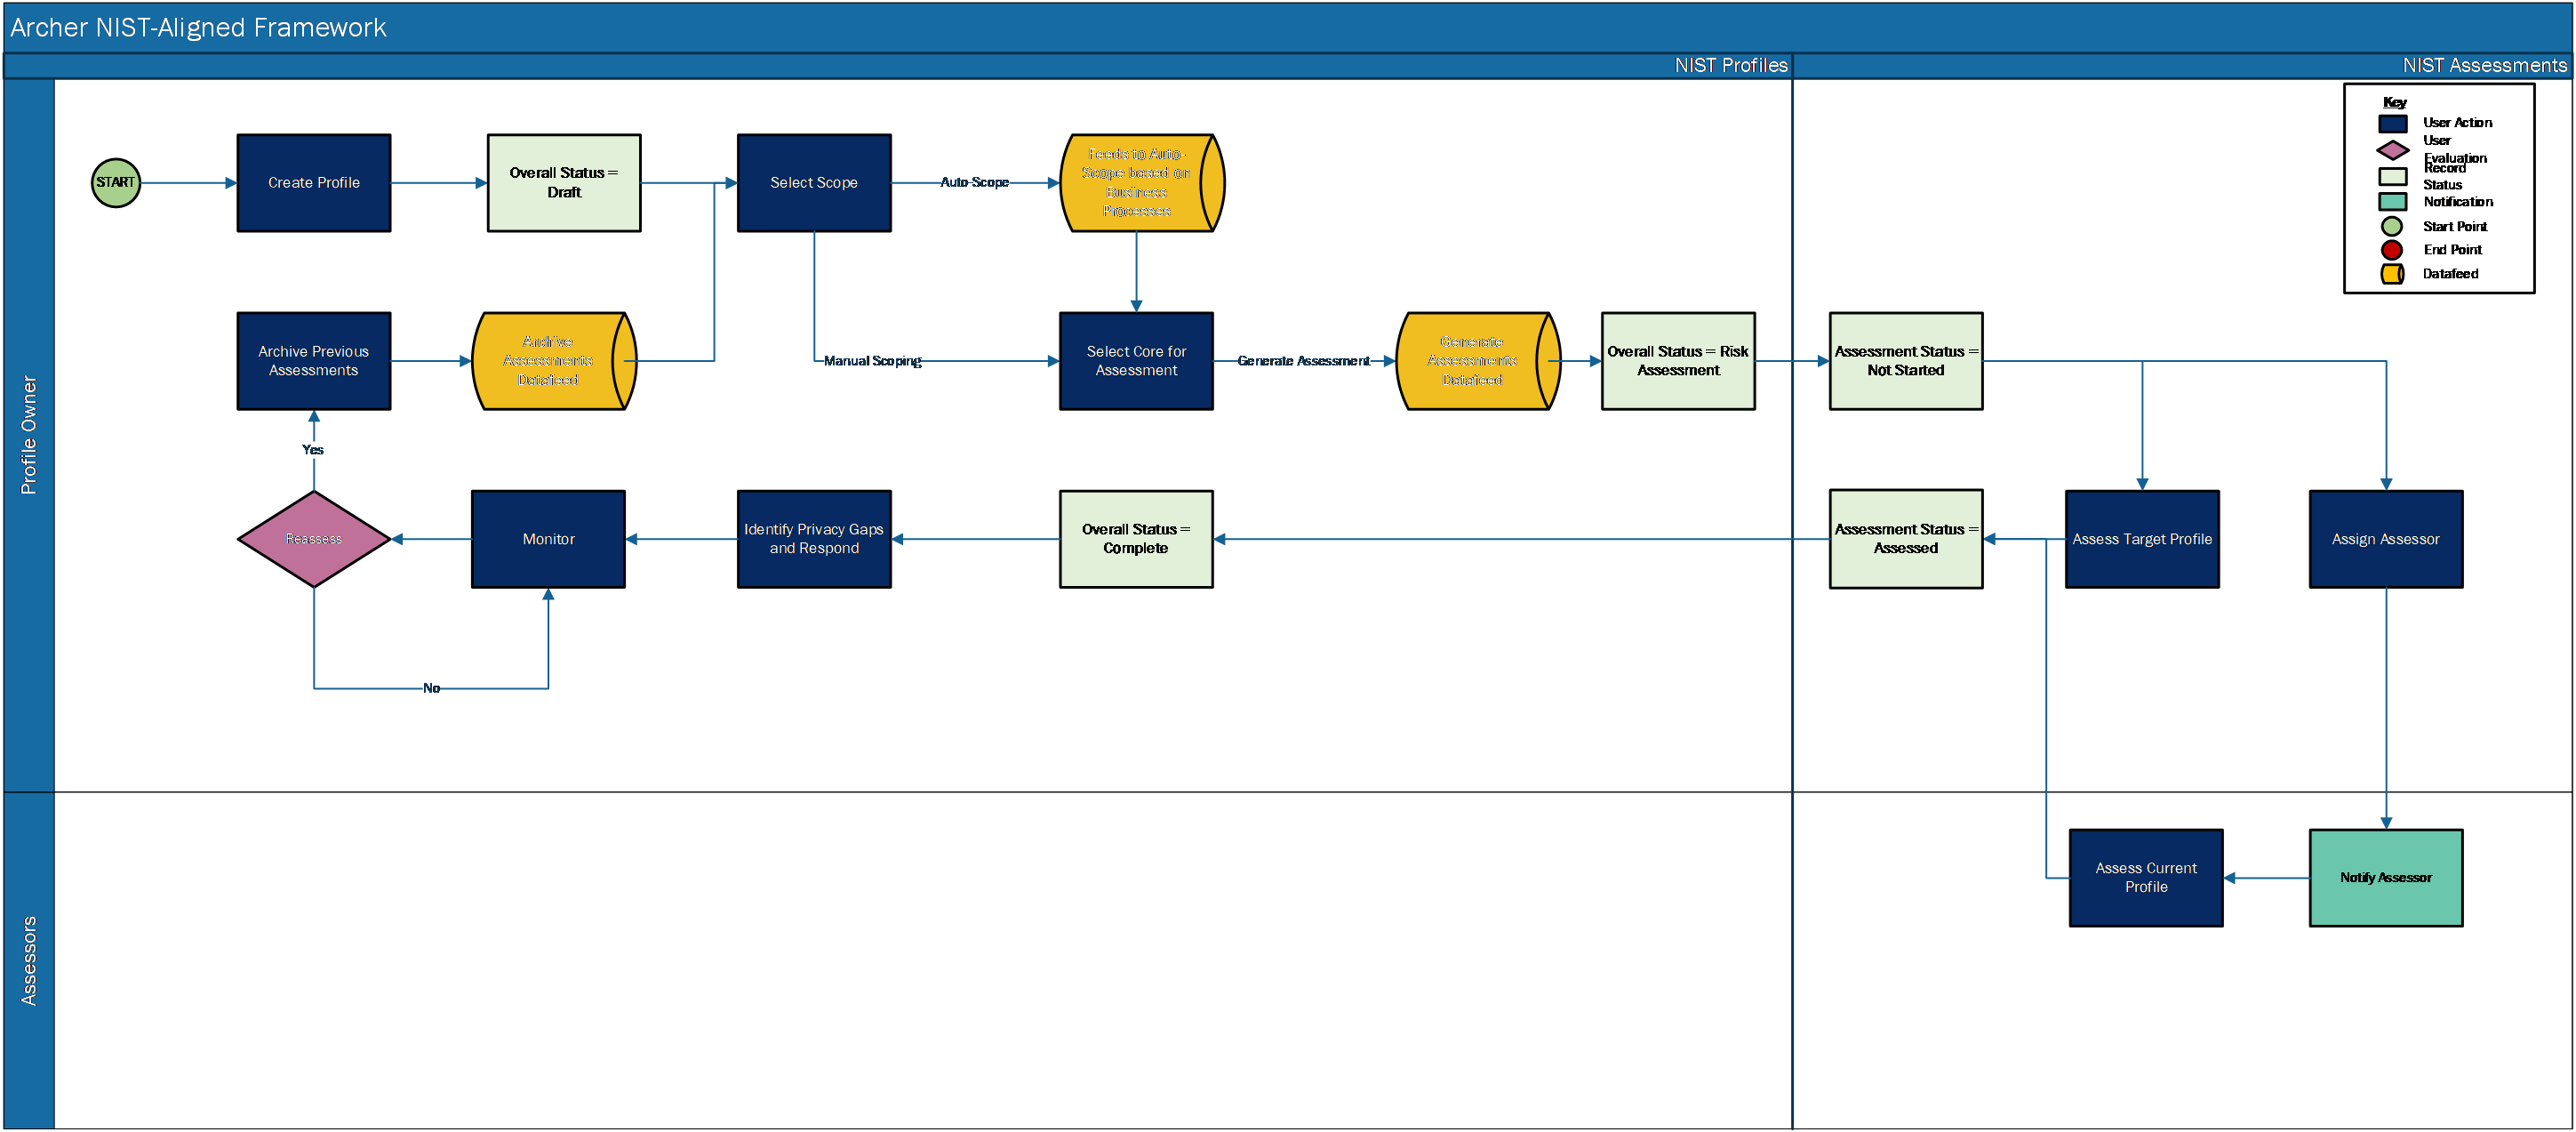 Archer NIST-Aligned Framework
NIST Profiles
NIST Assessments
Profile Owner
Assessors
Key
User Action
User
Evaluation
Record
Status
Notification
Start Point
End Point
Datafeed
START
Create Profile
Overall Status =
Draft
Select Scope
Auto Scope
Feeds to Auto-
Scope based on
Business
Processes
Archive Previous
Assessments
Archive
Assessments
Datafeed
Manual Scoping
Select Core for
Assessment
Generate Assessment
Generate
Assessments
Datafeed
Overall Status = Risk
Assessment
Assessment Status =
Not Started
Yes
Reassess
Monitor
Identify Privacy Gaps
and Respond
Overall Status =
Complete
Assessment Status =
Assessed
Assess Target Profile
Assign Assessor
No
Assess Current
Profile
Notify Assessor